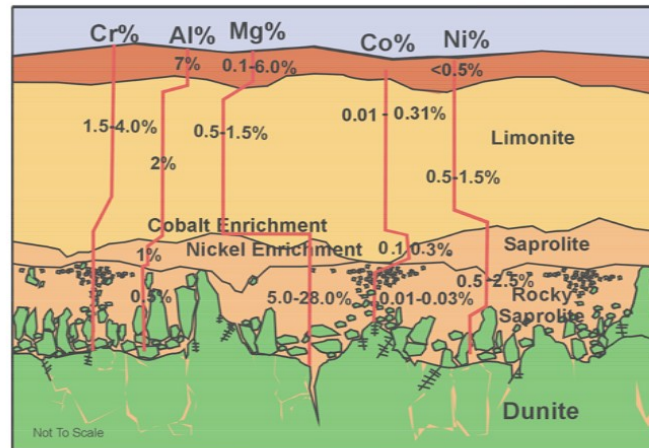 Cr% Al% Mg% Co% Ni%
7% 0.1-6.0% <0.5%
1.5-4.0% 0.5-1.5% 0.01 - 0.31% Limonite
2% 0.5-1.5%
Cobalt Enrichment
Nickel Enrichment 0.1-0.3% Saprolite
1%
0.5% 5.0-28.0% 0.01-0.03% 0.5-2.5% Rocky
Saprolite
Dunite
Not To Scale